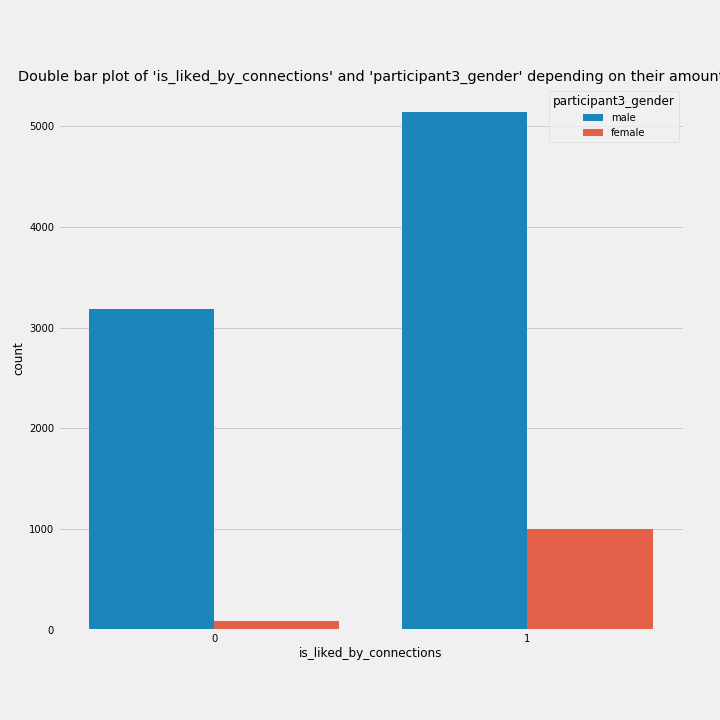 Double bar plot of 'is_liked_by_connections' and 'participant3_gender' depending on their amount
participant3_gender
male
female
5000
4000
3000
2000
1000
0
count
0 1
is_liked_by_connections